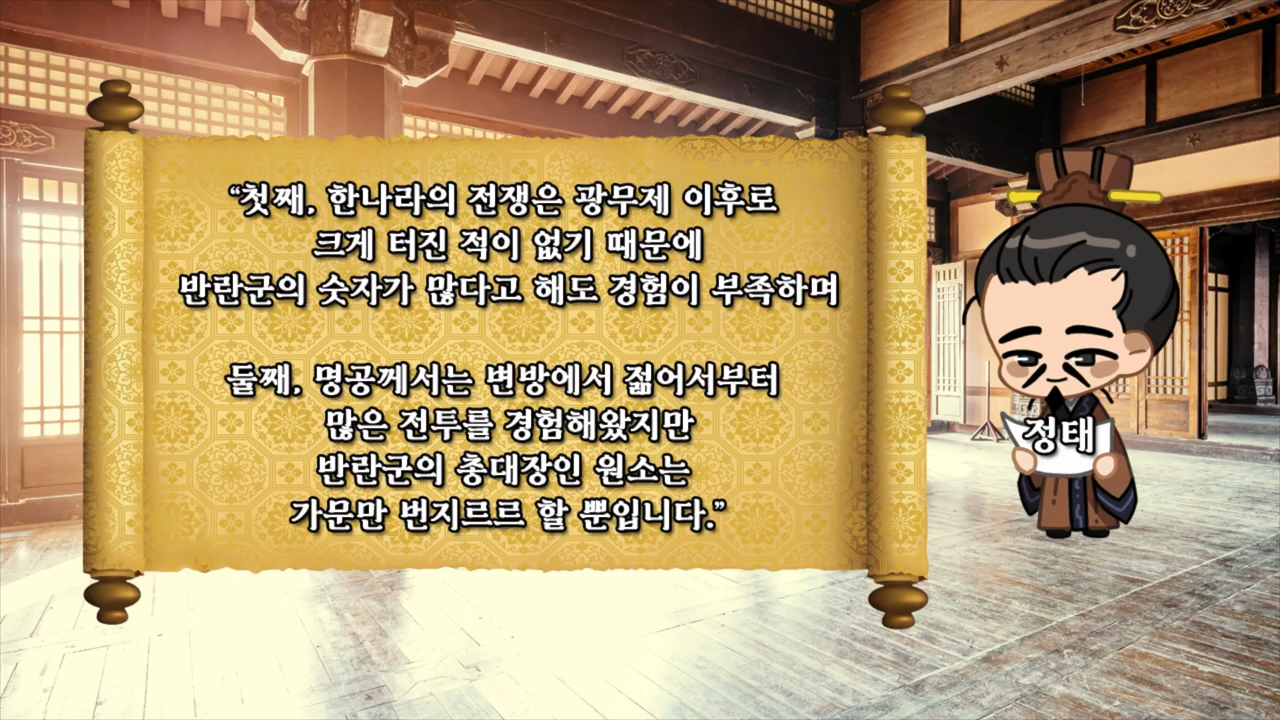 “첫째, 한나라의 전쟁은 광무제 이후로
크게 터진 적이 없기 때문에
반란군의 숫자가 많다고 해도 경험이 부족하며
둘째, 명공께서는 변방에서 젊어서부터
많은 전투를 경험해왔지만
반란군의 총대장인 원소는
가문만 번지르르 할 뿐입니다.”
정태